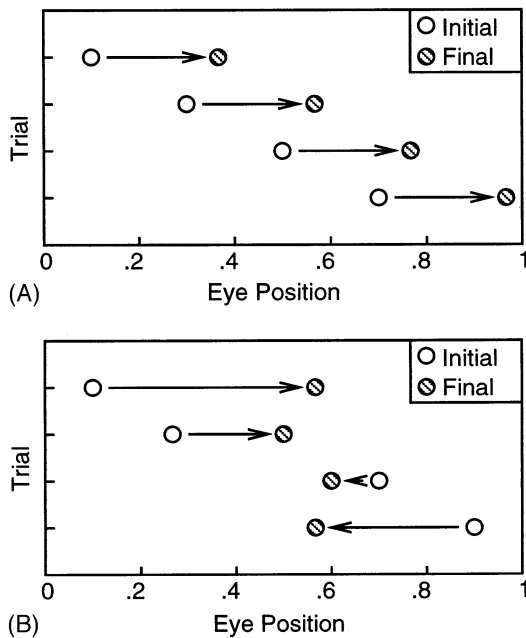 Initial
Final
Trial
0 .2 .4 .6 .8 1
(A) Eye Position
Initial
Final
Trial
0 .2 .4 .6 .8 1
(B) Eye Position